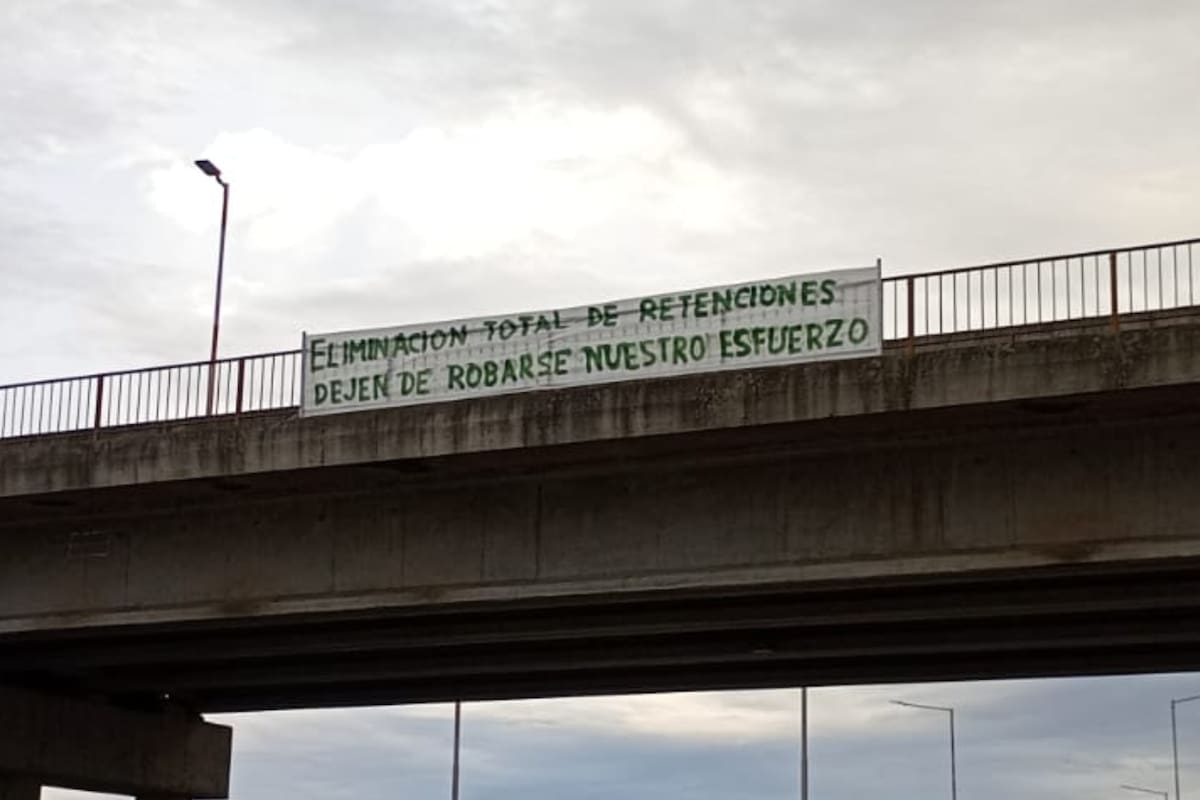 ELIMINACION TOTAL DE RETENCIONES
DEJEN DE ROBARSE NUESTRO ESFUERZO